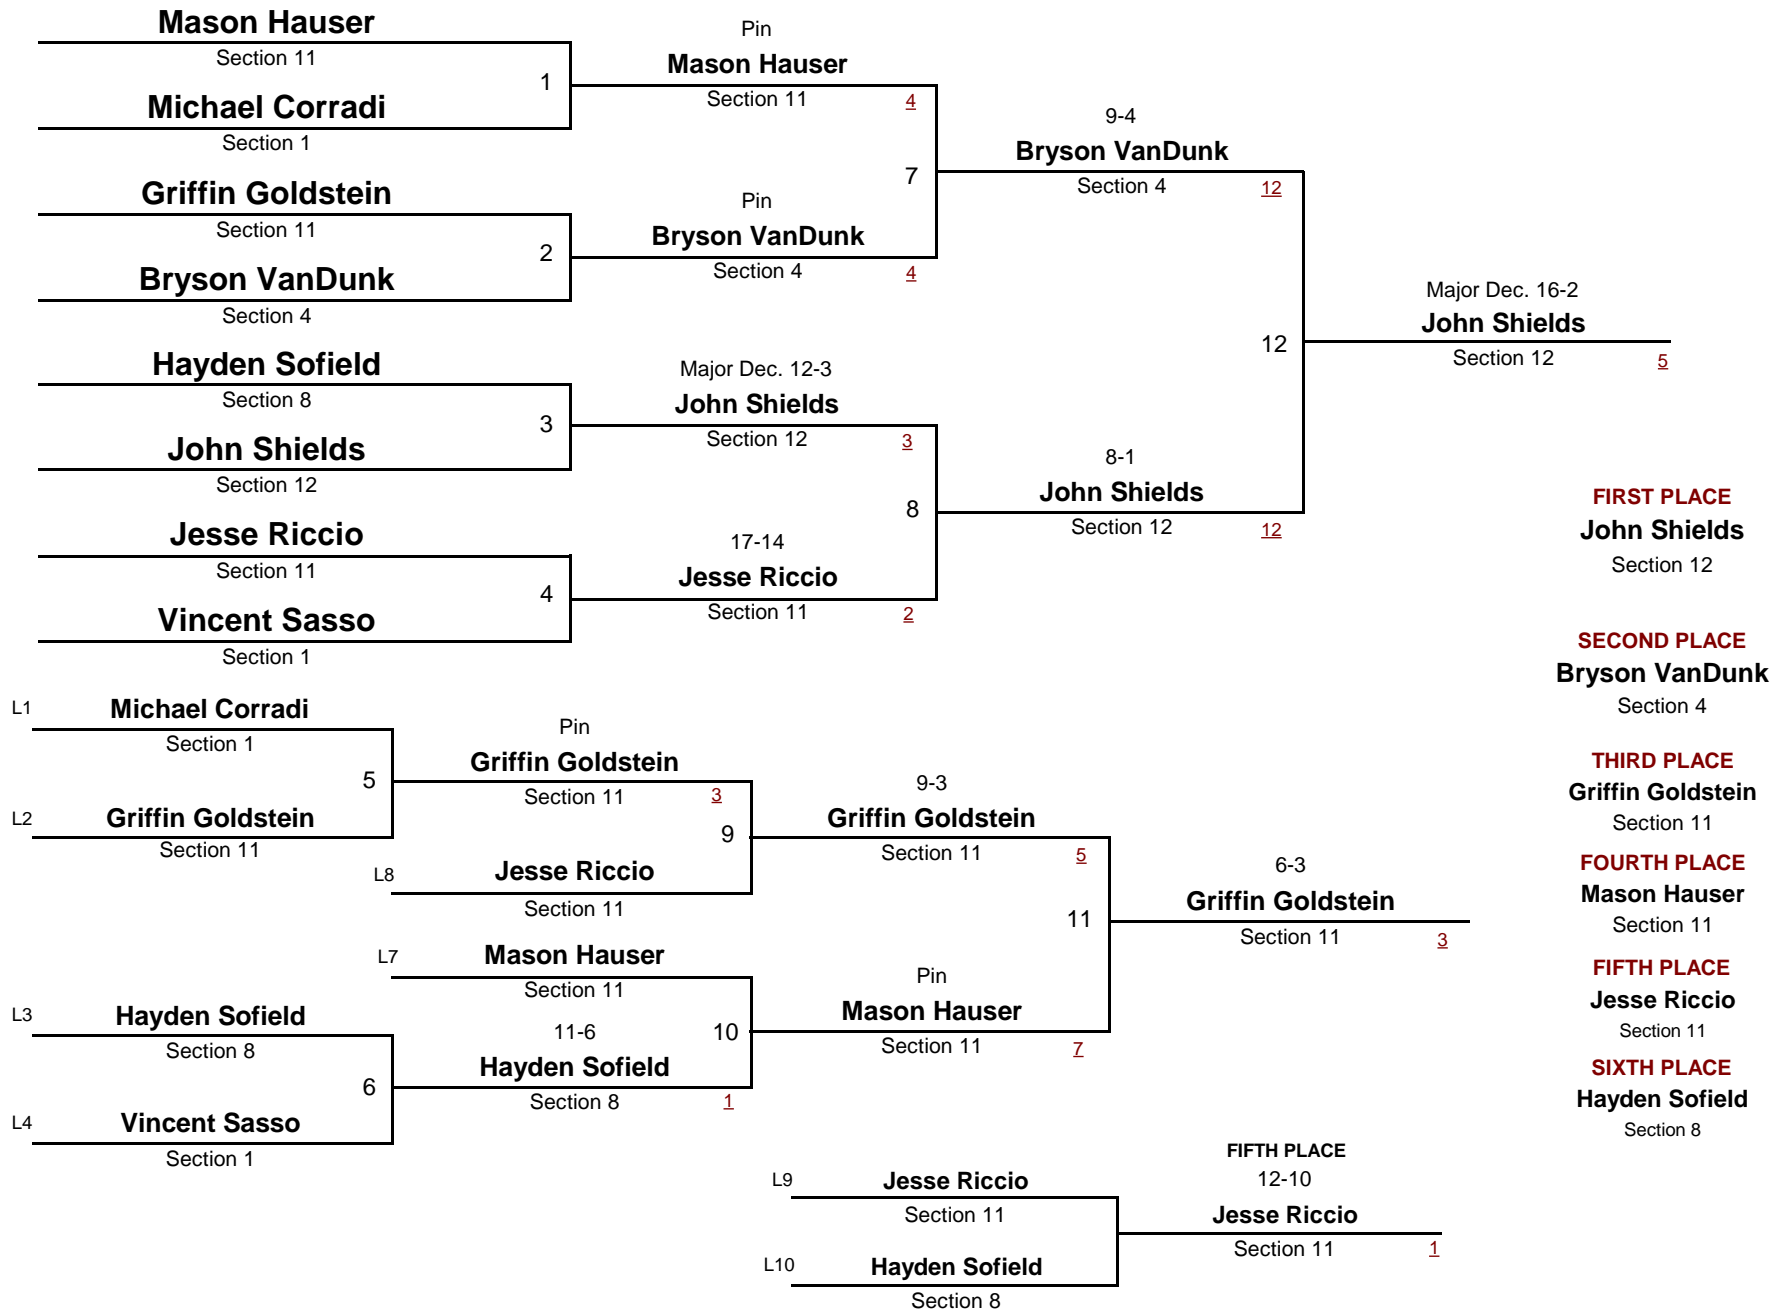 Mason Hauser
Section 11
1
Michael Corradi
Section 1
Griffin Goldstein
Section 11
2
Bryson VanDunk
Section 4
Hayden Sofield
Section 8
3
John Shields
Section 12
Jesse Riccio
Section 11
4
Vincent Sasso
Section 1
Pin
Mason Hauser
Section 11
4
7
Pin
Bryson VanDunk
Section 4
4
Major Dec. 12-3
John Shields
Section 12
3
8
17-14
Jesse Riccio
Section 11
2
9-4
Bryson VanDunk
Section 4
12
12
8-1
John Shields
Section 12
12
Major Dec. 16-2
John Shields
Section 12
5
L1
Michael Corradi
Section 1
5
L2
Griffin Goldstein
Section 11
L3
Hayden Sofield
Section 8
6
L4
Vincent Sasso
Section 1
Pin
Griffin Goldstein
Section 11
3
9
L8
Jesse Riccio
Section 11
L7
Mason Hauser
Section 11
10
11-6
Hayden Sofield
Section 8
1
9-3
Griffin Goldstein
Section 11
5
11
Pin
Mason Hauser
Section 11
7
6-3
Griffin Goldstein
Section 11
3
L9
Jesse Riccio
Section 11
L10
Hayden Sofield
Section 8
FIFTH PLACE
12-10
Jesse Riccio
Section 11
1
FIRST PLACE
John Shields
Section 12
SECOND PLACE
Bryson VanDunk
Section 4
THIRD PLACE
Griffin Goldstein
Section 11
FOURTH PLACE
Mason Hauser
Section 11
FIFTH PLACE
Jesse Riccio
Section 11
SIXTH PLACE
Hayden Sofield
Section 8